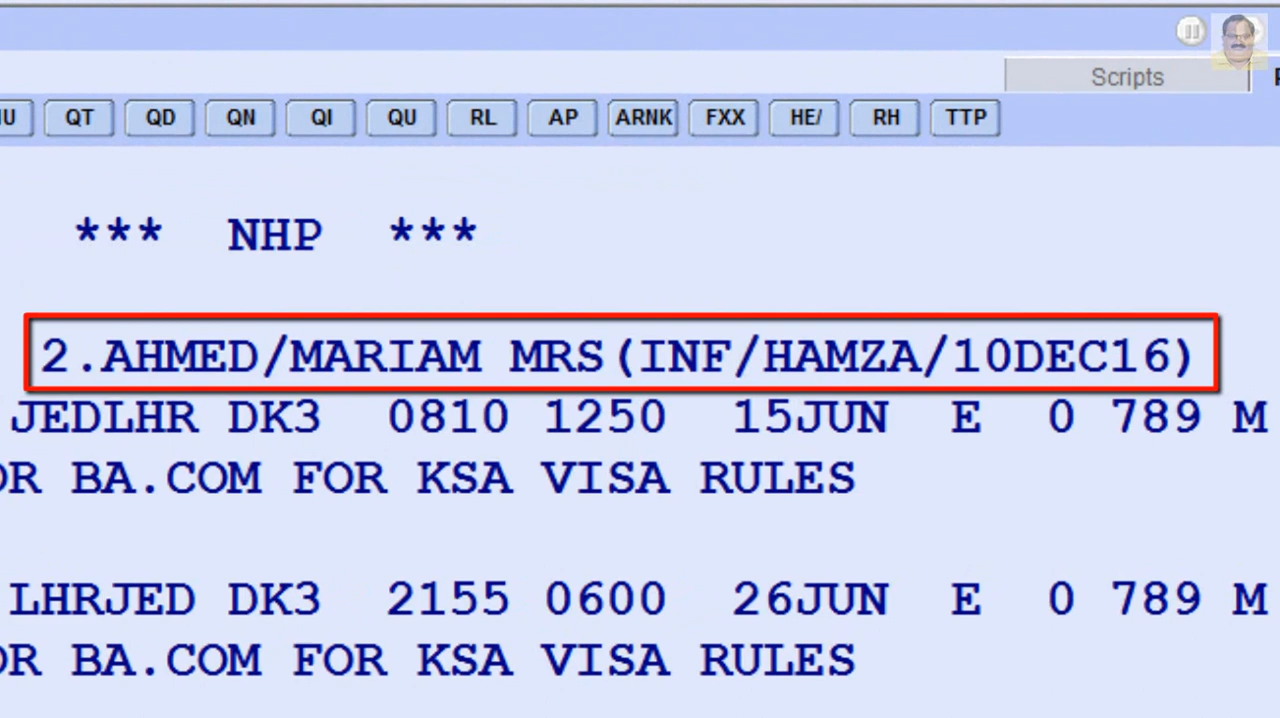 Scripts
QT QD QN QI QU RL AP ARNK FXX HE/ RH TTP
*** NHP ***
2.AHMED/MARIAM MRS(INF/HAMZA/10DEC16)
JEDLHR DK3 0810 1250 15JUN E 0 789 M
OR BA.COM FOR KSA VISA RULES
LHRJED DK3 2155 0600 26JUN E 0 789 M
OR BA.COM FOR KSA VISA RULES